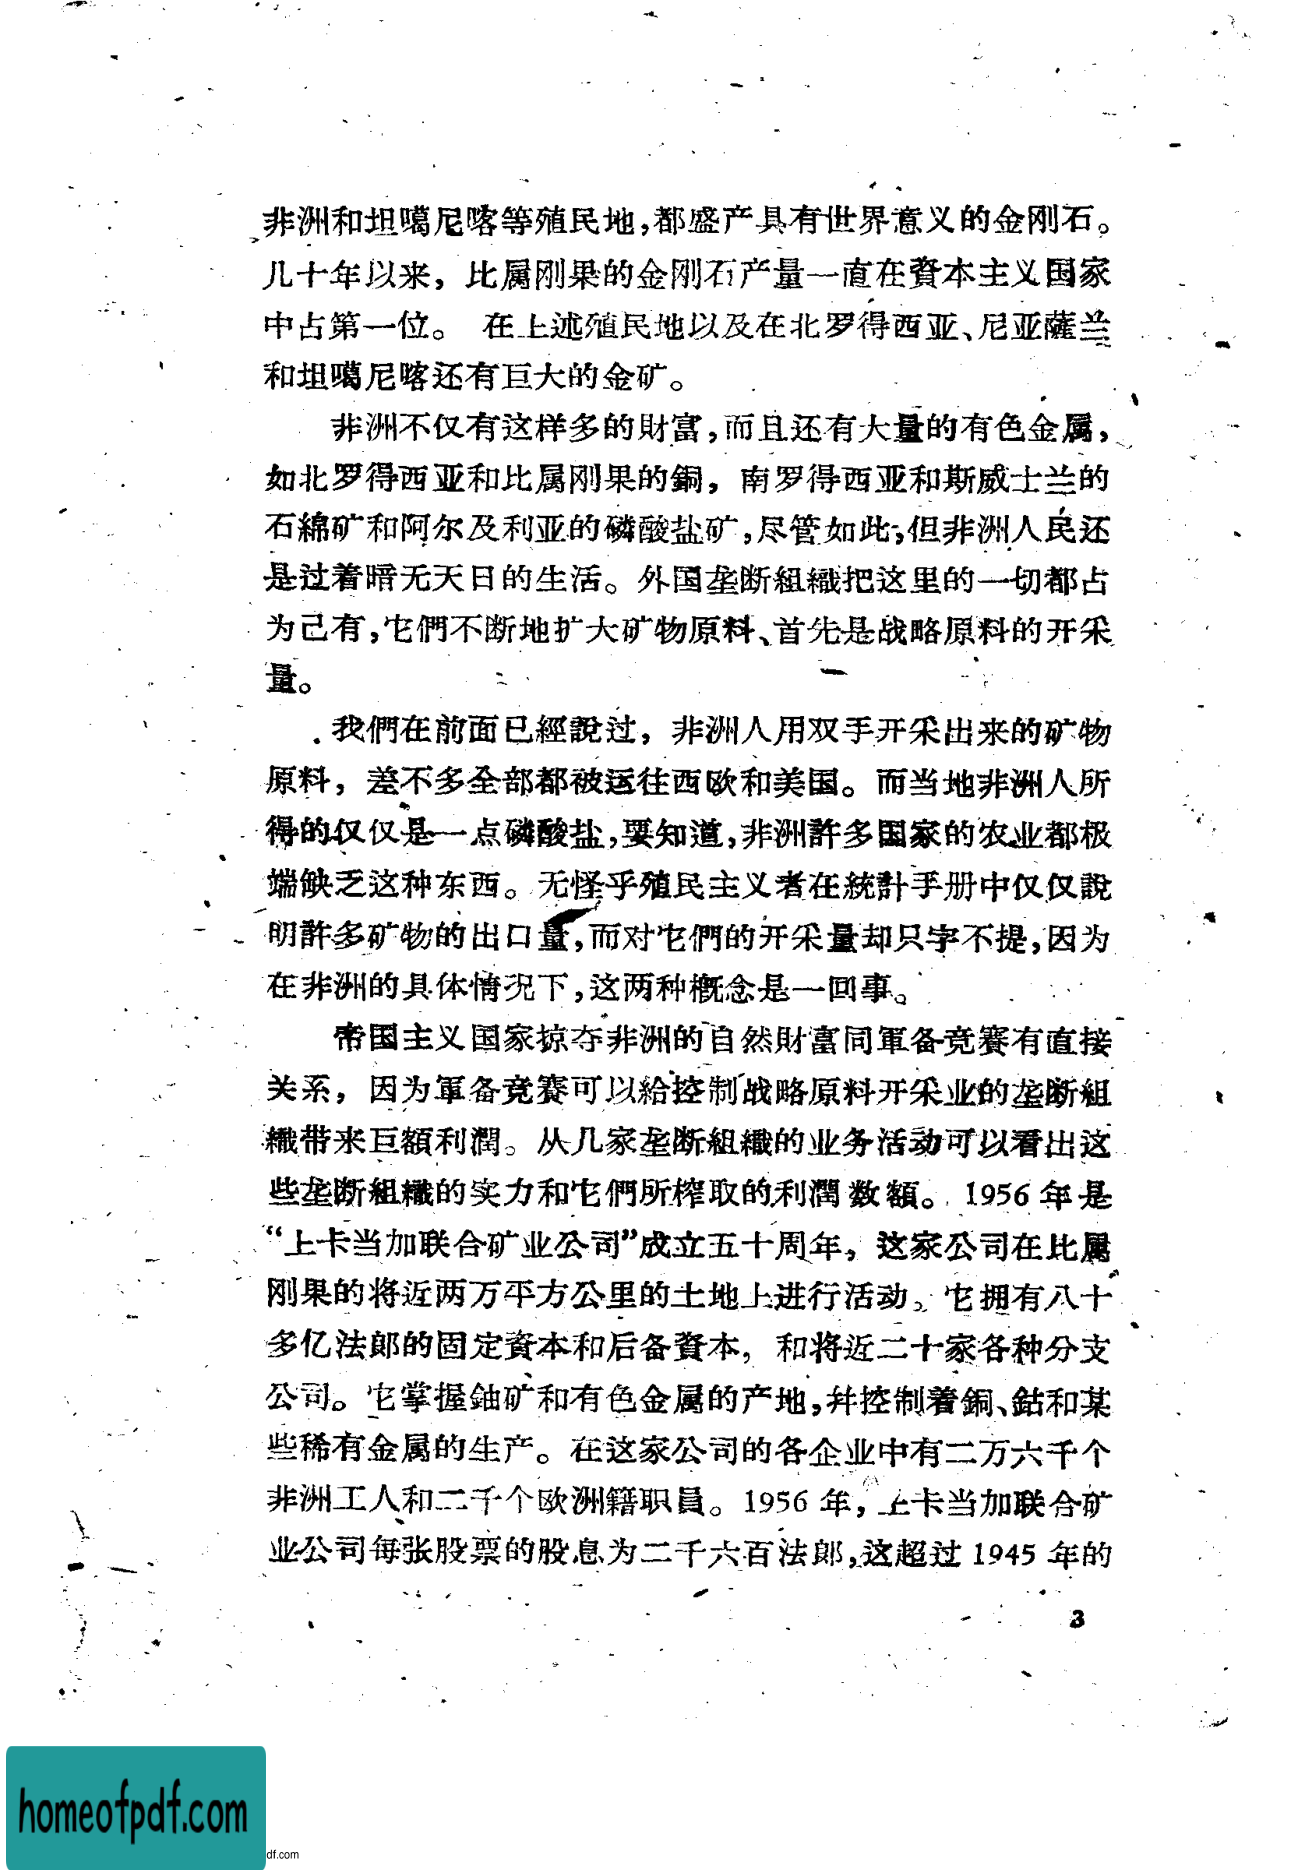 非洲和坦噶尼喀等殖民地,都盛产具有世界意义的金刚石。
几十年以来，比属刚果的金刚石产量一直在資本主义国家
中占第一位。 在上述殖民地以及在北罗得西亚、尼亚薩兰
和坦噶尼喀还有巨大的金矿。
非洲不仅有这样多的財富,而且还有大量的有色金属，
如北罗得西亚和比属刚果的銅，南罗得西亚和斯威士兰的
石綿矿和阿尔及利亚的磷酸盐矿,尽管如此,但非洲人民还
是过着暗无天日的生活。外国垄断組織把这里的一切都占
为己有,它們不断地扩大矿物原料、首先是战略原料的开采
量。
我們在前面已經說过，非洲人用双手开采出来的矿物
原料，差不多全部都被运往西欧和美国。而当地非洲人所
得的仅仅是一点磷酸盐,要知道,非洲許多国家的农业都极
端缺乏这种东西。无怪乎殖民主义者在統計手册中仅仅說
明許多矿物的出口量,而对它們的开采量却只字不提,因为
在非洲的具体情况下,这两种概念是一回事。
帝国主义国家掠夺非洲的自然財富同軍备竞赛有直接
关系，因为軍备竞赛可以給控制战略原料开采业的垄断組
織带来巨額利潤。从几家垄断組織的业务活动可以看出这
些垄断組織的实力和它們所榨取的利潤数額。1956 年是
“上卡当加联合矿业公司”成立五十周年，这家公司在比属
刚果的将近两万平方公里的土地上进行活动。它拥有八十
多亿法郎的固定資本和后备資本，和将近二十家各种分支
公司。它掌握鈾矿和有色金属的产地,并控制着銅、鈷和某
些稀有金属的生产。在这家公司的各企业中有二万六千个
非洲工人和二千个欧洲籍职員。1956 年，上卡当加联合矿
业公司每张股票的股息为二千六百法郎,这超过 1945 年的
3
homeofpdf.com
df.com